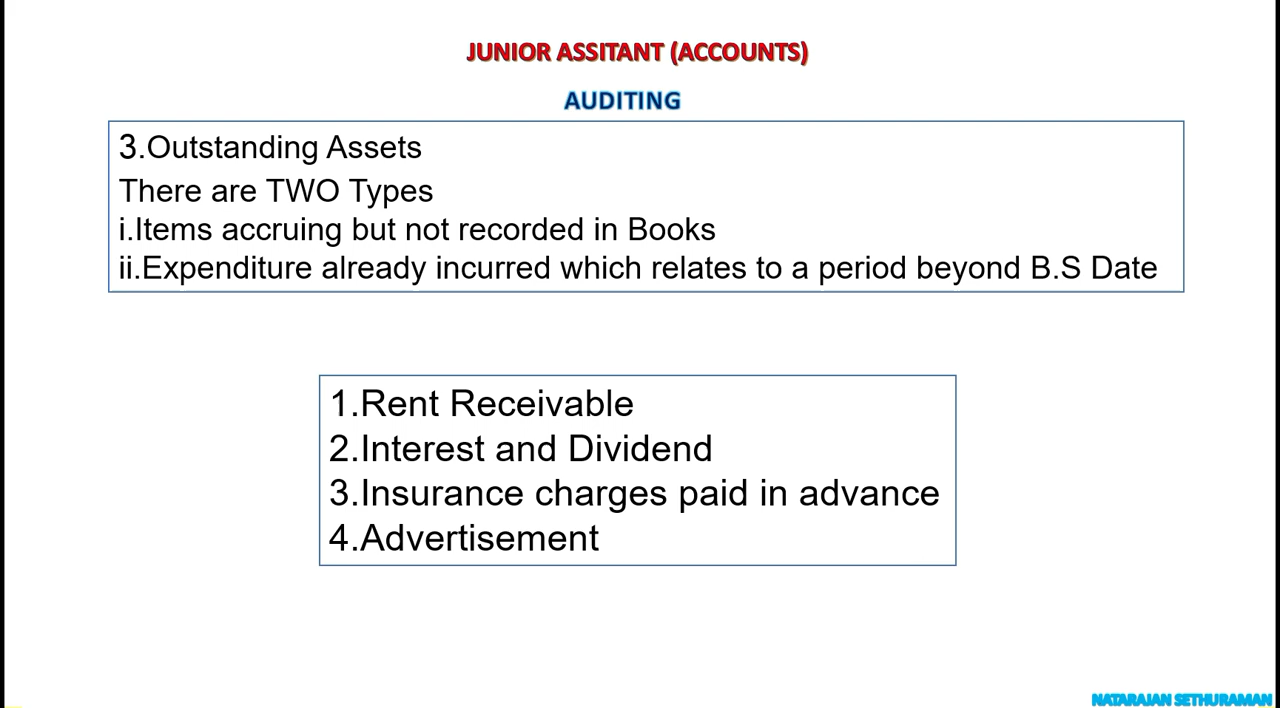 JUNIOR ASSITANT (ACCOUNTS)
AUDITING
3.Outstanding Assets
There are TWO Types
i.Items accruing but not recorded in Books
ii.Expenditure already incurred which relates to a period beyond B.S Date
1.Rent Receivable
2.Interest and Dividend
3.Insurance charges paid in advance
4.Advertisement
NATARAJAN SETHURAMAN